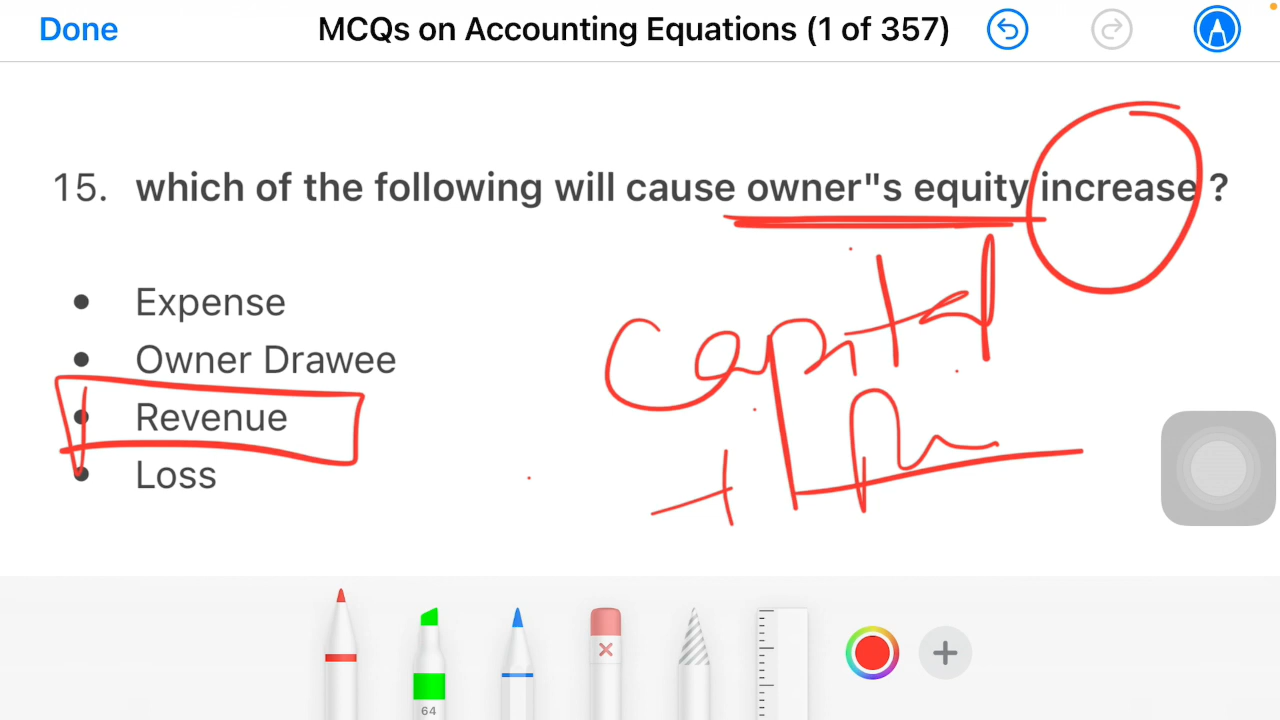 Done MCQs on Accounting Equations (1 of 357)
15. which of the following will cause owner"s equity increase ?
• Expense
• Owner Drawee
• Revenue
• Loss
Capital
+
64